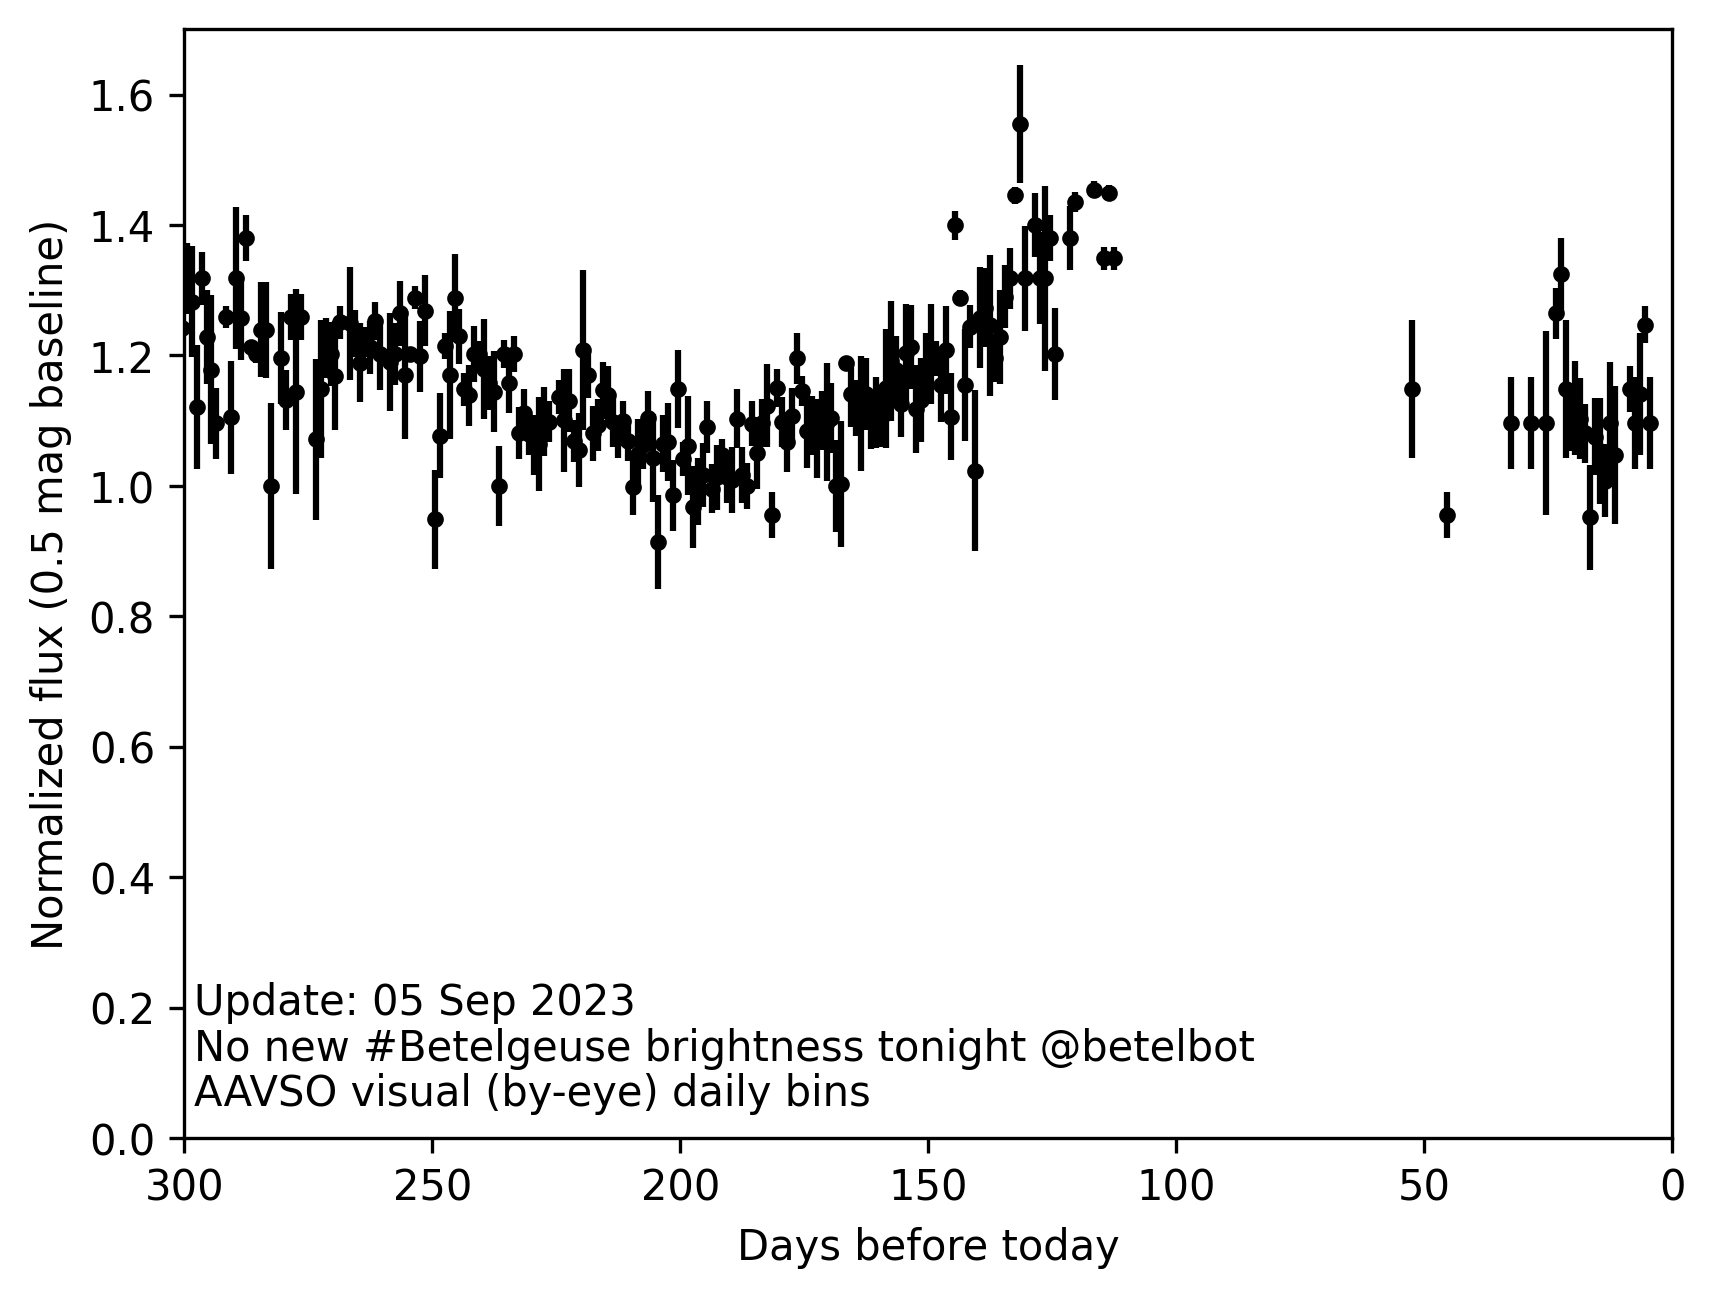 Normalized flux (0.5 mag baseline)
1.6
1.4
1.2
1.0
0.8
0.6
0.4
0.2
0.0
Update: 05 Sep 2023
No new #Betelgeuse brightness tonight @betelbot
AAVSO visual (by-eye) daily bins
300 250 200 150 100 50 0
Days before today